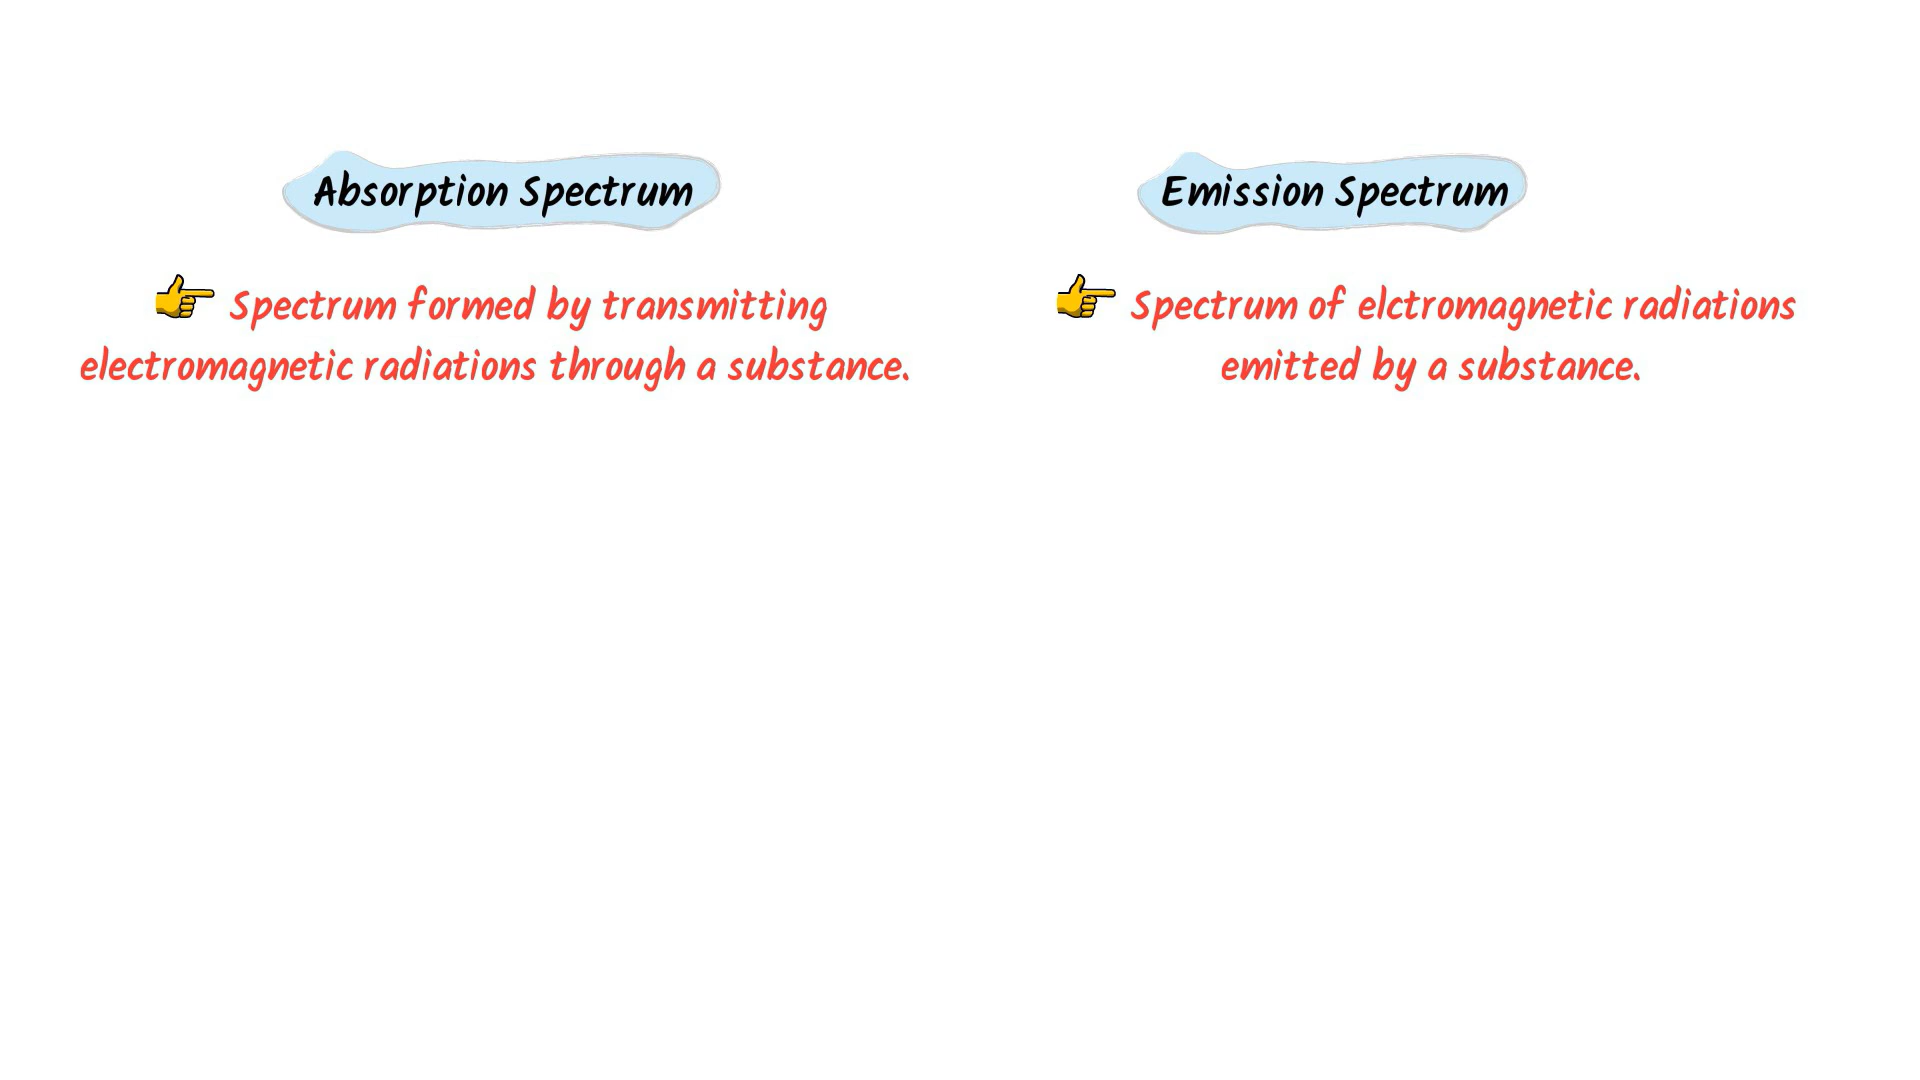 Absorption Spectrum
👉 Spectrum formed by transmitting
electromagnetic radiations through a substance.
Emission Spectrum
👉 Spectrum of elctromagnetic radiations
emitted by a substance.